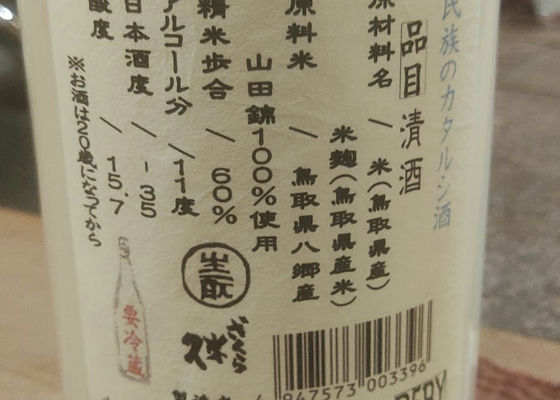 民族のカタルシ酒
品目 清酒
原材料名/米(鳥取県産)
米麹(鳥取県産米)
原料米/鳥取県八郷産
山田錦100%使用
精米歩合/60%
アルコール分/11度
日本酒度/-35
酸度/15.7
※お酒は20歳になってから
生酛
ざくら
要冷蔵
947573 003396